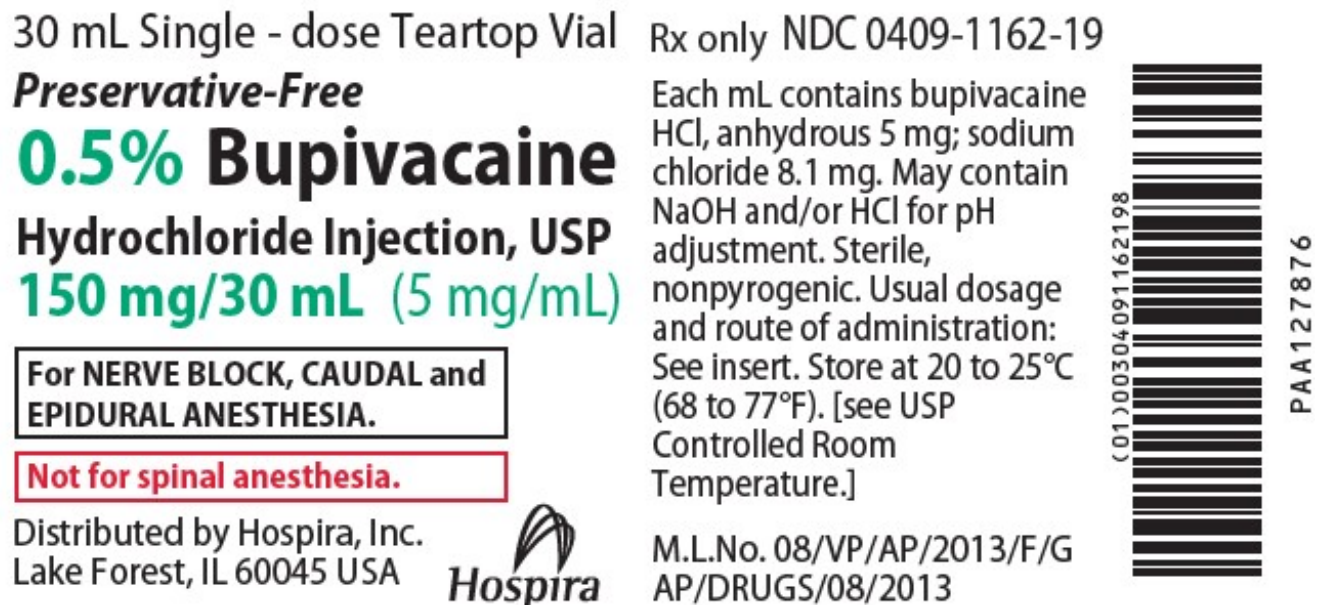 30 mL Single - dose Teartop Vial
Preservative-Free
0.5% Bupivacaine
Hydrochloride Injection, USP
150 mg/30 mL (5 mg/mL)
For NERVE BLOCK, CAUDAL and
EPIDURAL ANESTHESIA.
Not for spinal anesthesia.
Distributed by Hospira, Inc.
Lake Forest, IL 60045 USA
Hospira
Rx only NDC 0409-1162-19
Each mL contains bupivacaine
HCl, anhydrous 5 mg; sodium
chloride 8.1 mg. May contain
NaOH and/or HCl for pH
adjustment. Sterile,
nonpyrogenic. Usual dosage
and route of administration:
See insert. Store at 20 to 25°C
(68 to 77°F). [see USP
Controlled Room
Temperature.]
M.L.No. 08/VP/AP/2013/F/G
AP/DRUGS/08/2013
(01)00304091162198
PAA127876